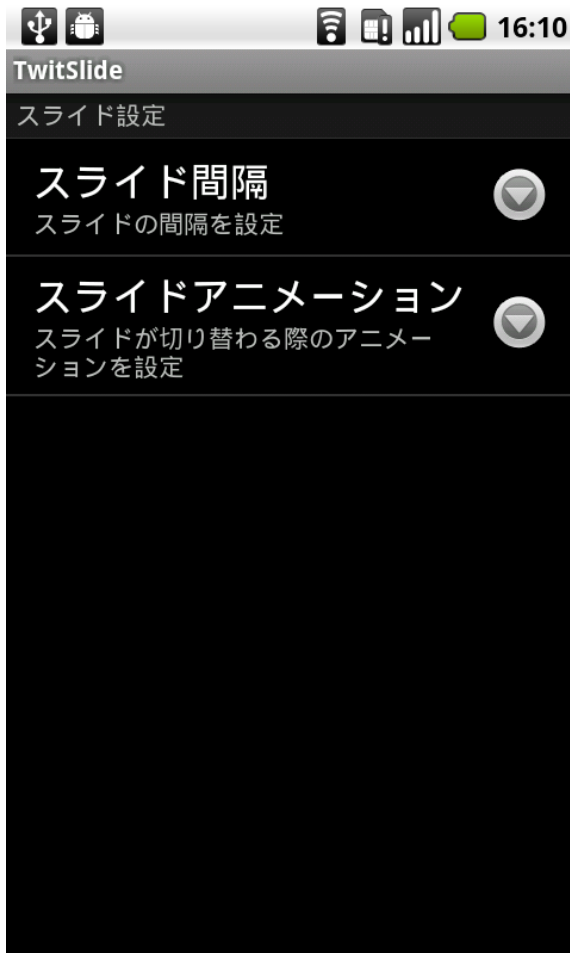 16:10
TwitSlide
スライド設定
スライド間隔
スライドの間隔を設定
スライドアニメーション
スライドが切り替わる際のアニメー
ションを設定